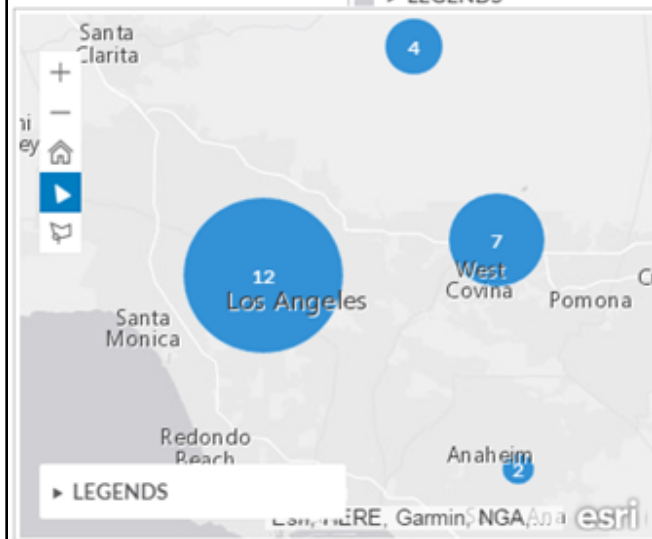 LEGENDS
Santa
Clarita
4
7
West
Covina
12
Los Angeles
Pomona
Santa
Monica
Redondo
Beach
Anaheim
2
LEGENDS
Esri, HERE, Garmin, NGA,
esri